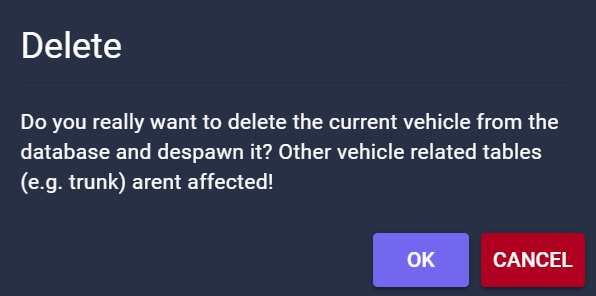 Delete
Do you really want to delete the current vehicle from the
database and despawn it? Other vehicle related tables
(e.g. trunk) arent affected!
OK
CANCEL